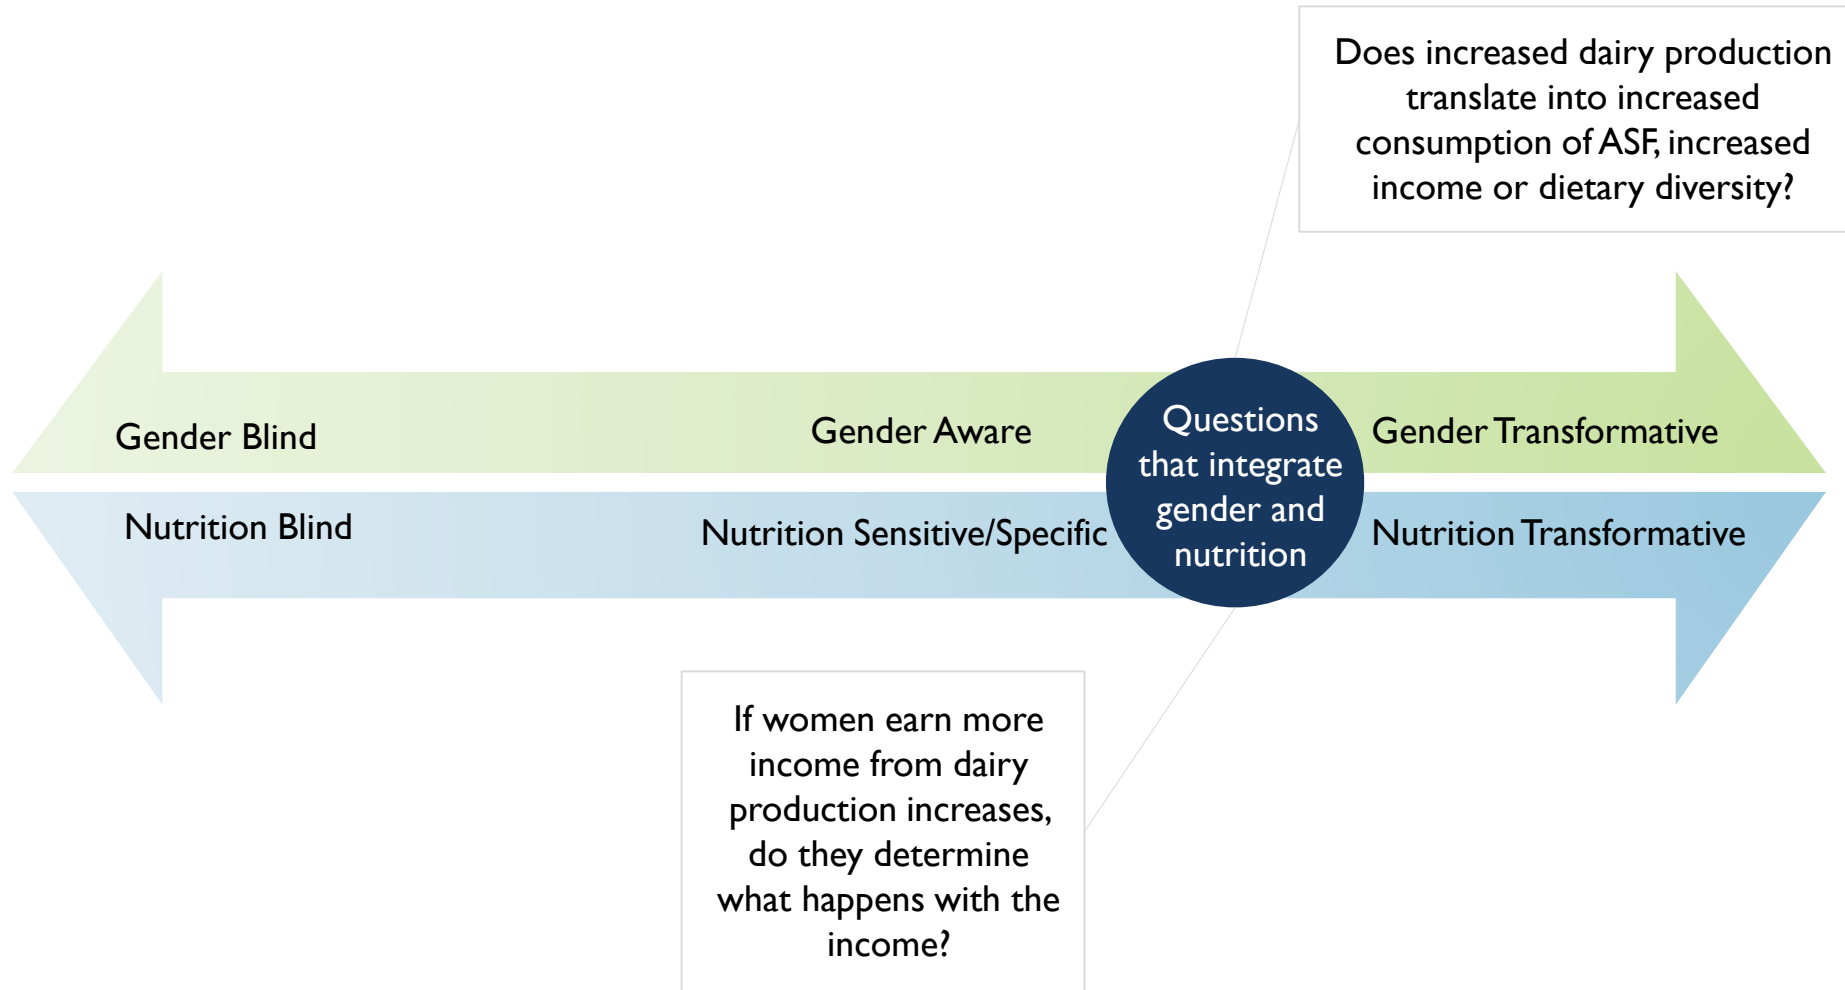 Does increased dairy production
translate into increased
consumption of ASF, increased
income or dietary diversity?
Gender Blind
Gender Aware
Gender Transformative
Questions
that integrate
gender and
nutrition
Nutrition Blind
Nutrition Sensitive/Specific
Nutrition Transformative
If women earn more
income from dairy
production increases,
do they determine
what happens with the
income?